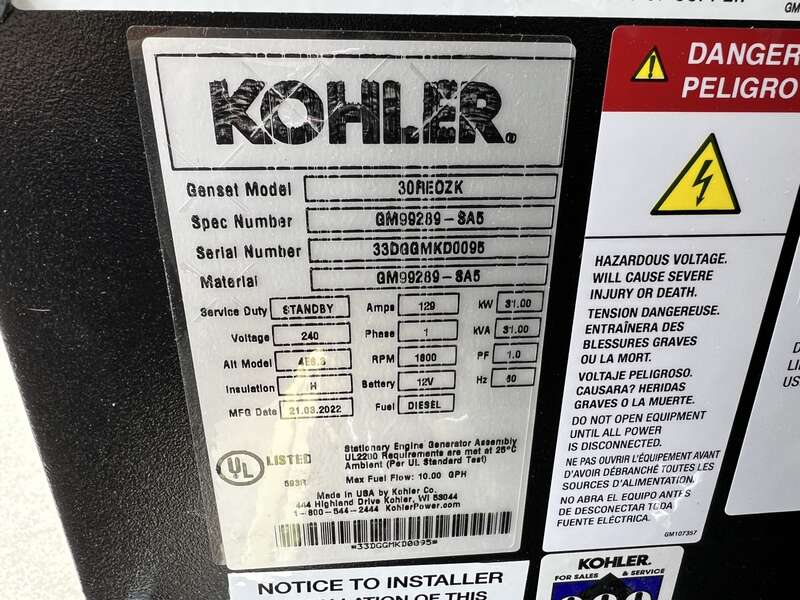 KOHLER.
Genset Model 30REOZK
Spec Number GM99289-SA5
Serial Number 33DGGMKD0095
Material GM99289-SA5
Service Duty STANDBY Amps 129 kW 31.00
Voltage 240 Phase 1 kVA 31.00
Alt Model RPM 1800 PF 1.0
Insulation H Battery 12V Hz 60
MFG Date 21.03.2022 Fuel DIESEL
UL LISTED
Stationary Engine Generator Assembly
UL2200 Requirements are met at 25°C
Ambient (Per UL Standard Test)
Max Fuel Flow: 10.00 GPH
Made in USA by Kohler Co.
444 Highland Drive Kohler, WI 53044
1-800-544-2444 KohlerPower.com
*33DGGMKD0095*
NOTICE TO INSTALLER
OF THIS
DANGER
PELIGRO
HAZARDOUS VOLTAGE.
WILL CAUSE SEVERE
INJURY OR DEATH.
TENSION DANGEREUSE.
ENTRAÎNERA DES
BLESSURES GRAVES
OU LA MORT.
VOLTAJE PELIGROSO.
CAUSARA? HERIDAS
GRAVES O LA MUERTE.
DO NOT OPEN EQUIPMENT
UNTIL ALL POWER
IS DISCONNECTED.
NE PAS OUVRIR L'ÉQUIPEMENT AVANT
D'AVOIR DÉBRANCHÉ TOUTES LES
SOURCES D'ALIMENTATION.
NO ABRA EL EQUIPO ANTES
DE DESCONECTAR TODA
FUENTE ELÉCTRICA.
GM107357
KOHLER.
FOR SALES & SERVICE